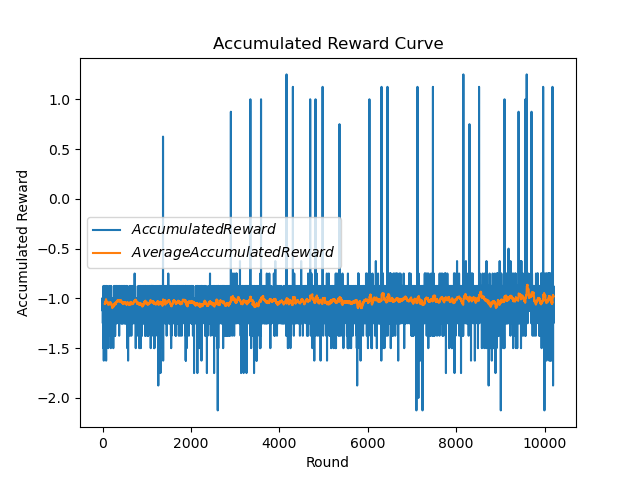 Accumulated Reward Curve
1.0
0.5
0.0
−0.5
−1.0
−1.5
−2.0
Accumulated Reward
AccumulatedReward
AverageAccumulatedReward
0
2000
4000
6000
8000
10000
Round